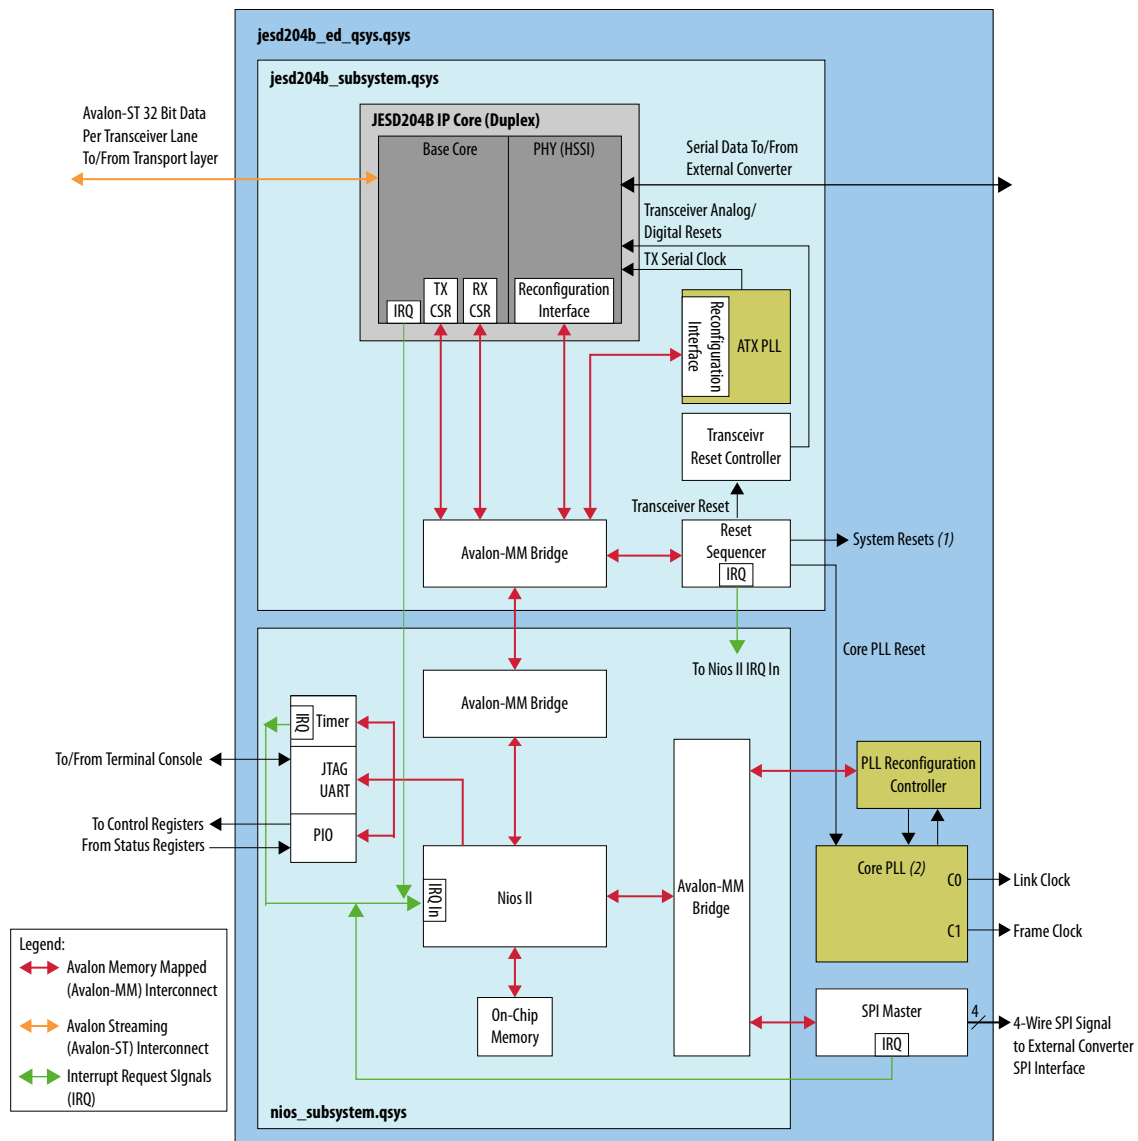 jesd204b_ed_qsys.qsys
jesd204b_subsystem.qsys
Avalon-ST 32 Bit Data
Per Transceiver Lane
To/From Transport layer
JESD204B IP Core (Duplex)
Base Core
PHY (HSSI)
Serial Data To/From
External Converter
Transceiver Analog/
Digital Resets
TX Serial Clock
IRQ
TX
CSR
RX
CSR
Reconfiguration
Interface
Reconfiguration
Interface
ATX PLL
Transceivr
Reset Controller
Transceiver Reset
Avalon-MM Bridge
Reset
Sequencer
IRQ
System Resets (1)
Core PLL Reset
To Nios II IRQ In
Avalon-MM Bridge
IRQ
Timer
To/From Terminal Console
JTAG
UART
To Control Registers
From Status Registers
PIO
PLL Reconfiguration
Controller
IRQ In
Nios II
Avalon-MM
Bridge
Core PLL (2)
C0
Link Clock
C1
Frame Clock
On-Chip
Memory
SPI Master
IRQ
4
4-Wire SPI Signal
to External Converter
SPI Interface
Legend:
Avalon Memory Mapped
(Avalon-MM) Interconnect
Avalon Streaming
(Avalon-ST) Interconnect
Interrupt Request SIgnals
(IRQ)
nios_subsystem.qsys